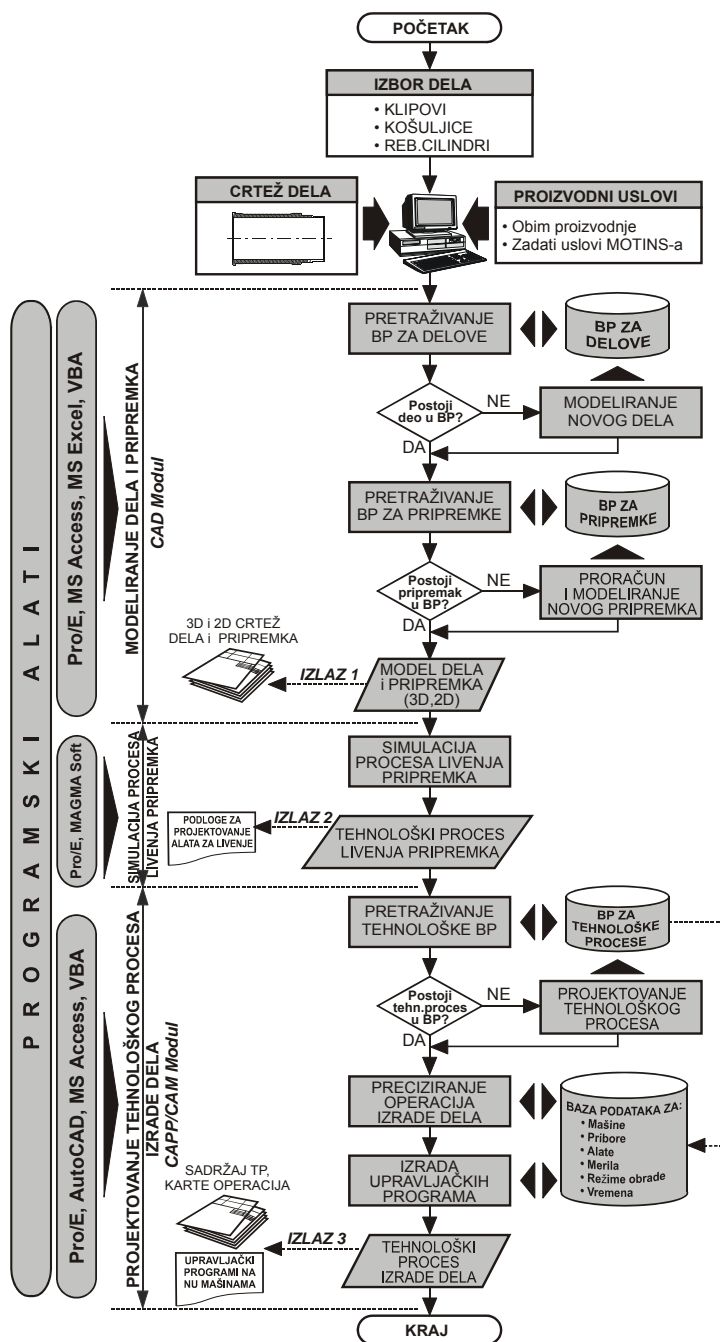 POČETAK
IZBOR DELA
• KLIPOVI
• KOŠULJICE
• REB.CILINDRI
CRTEŽ DELA
PROIZVODNI USLOVI
• Obim proizvodnje
• Zadati uslovi MOTINS-a
PROGRAMSKI ALATI
Pro/E, MS Access, MS Excel, VBA
MODELIRANJE DELA I PRIPREMKA
CAD Modul
PRETRAŽIVANJE
BP ZA DELOVE
BP ZA
DELOVE
Postoji
deo u BP?
NE
DA
MODELIRANJE
NOVOG DELA
PRETRAŽIVANJE
BP ZA PRIPREMKE
BP ZA
PRIPREMKE
Postoji
pripremak
u BP?
NE
DA
PRORAČUN
I MODELIRANJE
NOVOG PRIPREMKA
3D i 2D CRTEŽ
DELA i PRIPREMKA
IZLAZ 1
MODEL DELA
i PRIPREMKA
(3D,2D)
Pro/E, MAGMA Soft
SIMULACIJA PROCESA
LIVENJA PRIPREMKA
SIMULACIJA
PROCESA LIVENJA
PRIPREMKA
PODLOGE ZA
PROJEKTOVANJE
ALATA ZA LIVENJE
IZLAZ 2
TEHNOLOŠKI PROCES
LIVENJA PRIPREMKA
Pro/E, AutoCAD, MS Access, VBA
PROJEKTOVANJE TEHNOLOŠKOG PROCESA
IZRADE DELA
CAPP/CAM Modul
PRETRAŽIVANJE
TEHNOLOŠKE BP
BP ZA
TEHNOLOŠKE
PROCESE
Postoji
tehn.proces
u BP?
NE
DA
PROJEKTOVANJE
TEHNOLOŠKOG
PROCESA
PRECIZIRANJE
OPERACIJA
IZRADE DELA
BAZA PODATAKA ZA:
• Mašine
• Pribore
• Alate
• Merila
• Režime obrade
• Vremena
IZRADA
UPRAVLJAČKIH
PROGRAMA
SADRŽAJ TP,
KARTE OPERACIJA
UPRAVLJAČKI
PROGRAMI NA
NU MAŠINAMA
IZLAZ 3
TEHNOLOŠKI
PROCES
IZRADE DELA
KRAJ